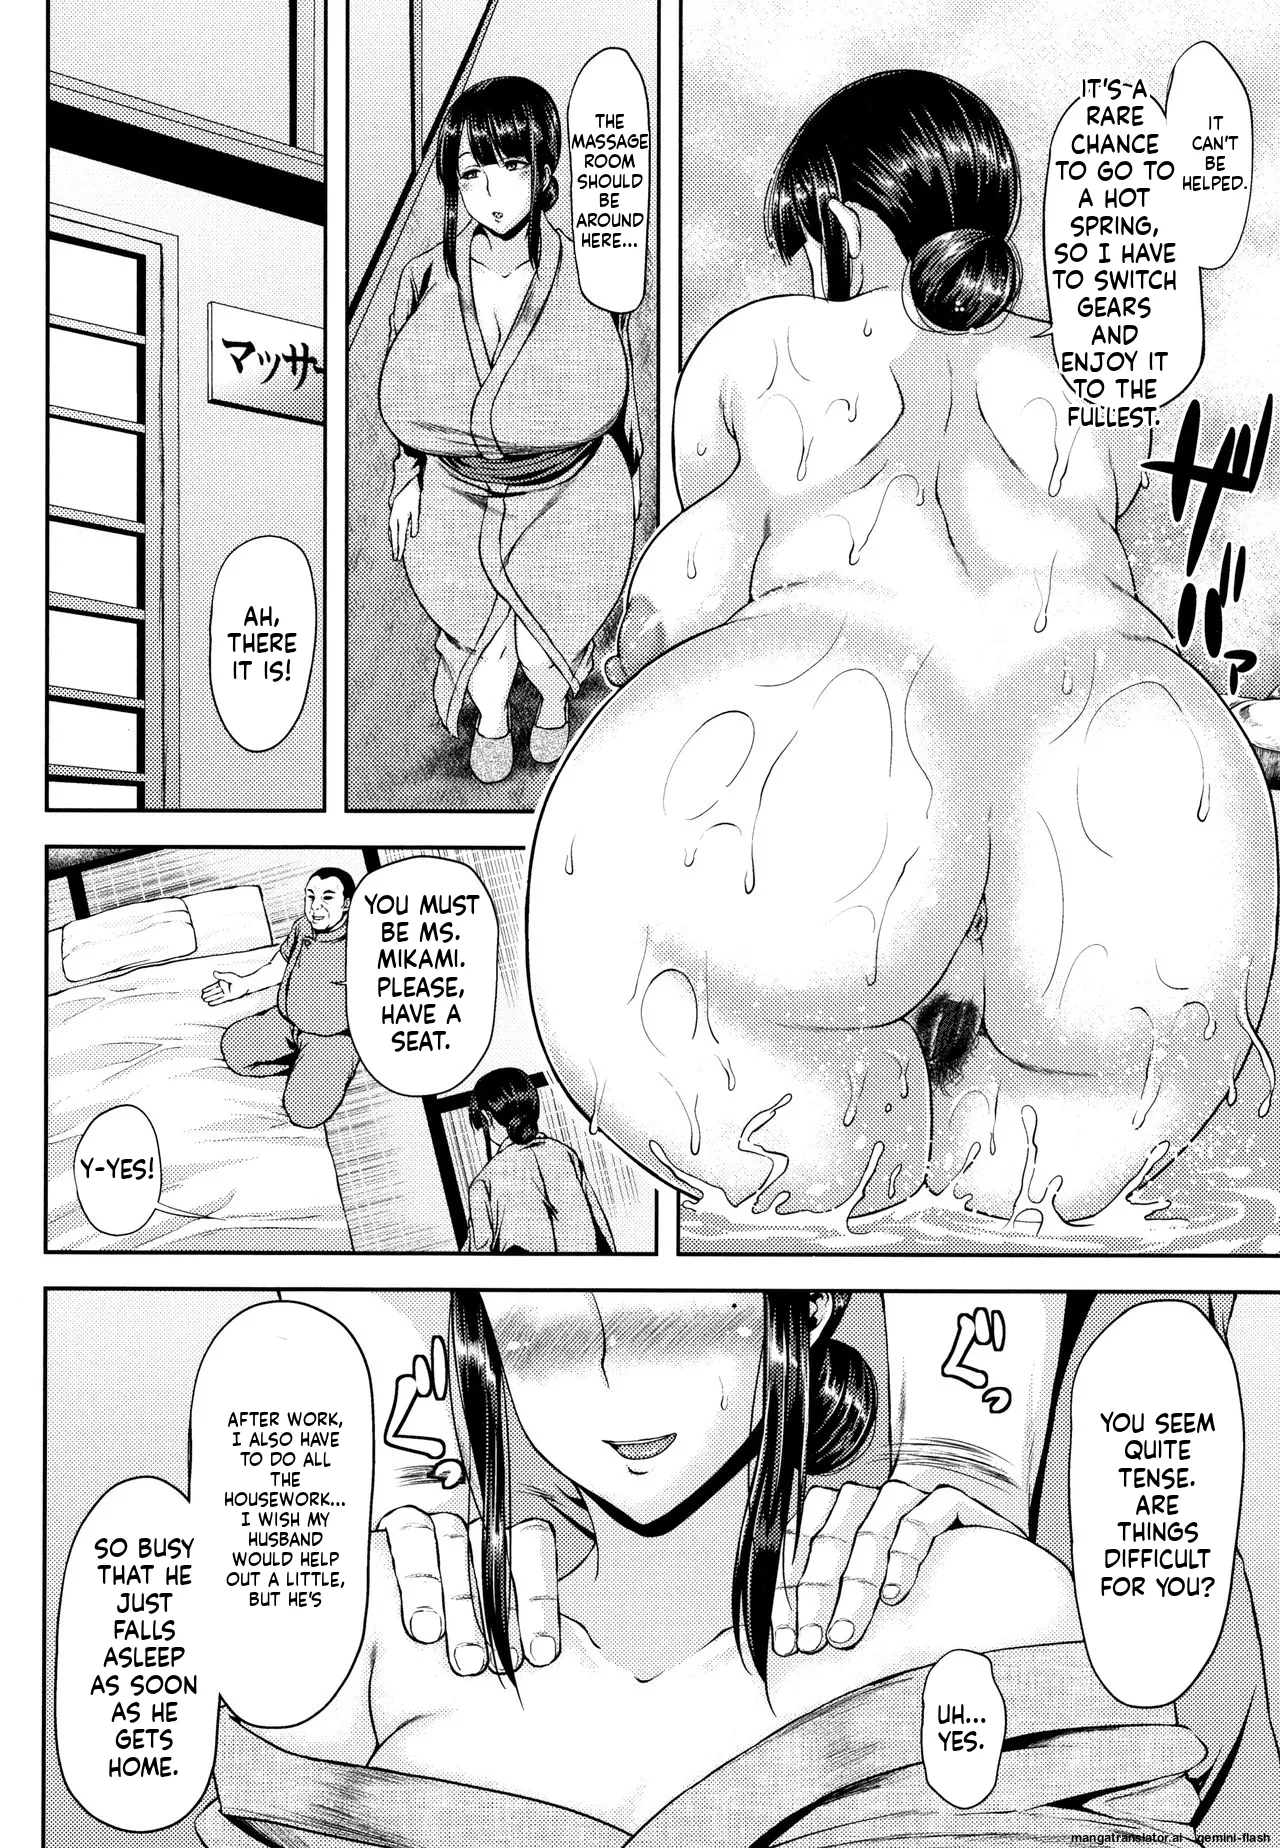 IT
CAN'T
BE
HELPED.
IT'S A
RARE
CHANCE
TO GO TO
A HOT
SPRING,
SO I HAVE
TO SWITCH
GEARS
AND
ENJOY IT
TO THE
FULLEST.
ザバァ
THE
MASSAGE
ROOM
SHOULD
BE
AROUND
HERE...
マッサー
AH,
THERE
IT IS!
YOU MUST
BE MS.
MIKAMI.
PLEASE,
HAVE A
SEAT.
Y-YES!
YOU SEEM
QUITE
TENSE.
ARE
THINGS
DIFFICULT
FOR YOU?
ぐっ
UH...
YES.
ぐっ
AFTER WORK,
I ALSO HAVE
TO DO ALL
THE
HOUSEWORK...
I WISH MY
HUSBAND
WOULD HELP
OUT A LITTLE,
BUT HE'S
SO BUSY
THAT HE
JUST
FALLS
ASLEEP
AS SOON
AS HE
GETS
HOME.
mangatranslator.ai gemini-flash